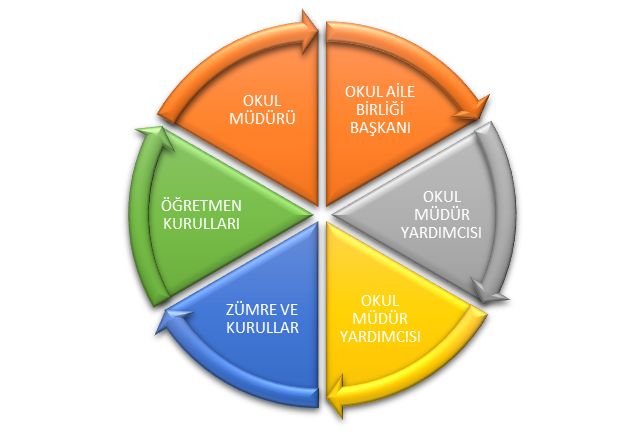 OKUL
MÜDÜRÜ
OKUL AİLE
BİRLİĞİ
BAŞKANI
OKUL
MÜDÜR
YARDIMCISI
OKUL
MÜDÜR
YARDIMCISI
ZÜMRE VE
KURULLAR
ÖĞRETMEN
KURULLARI